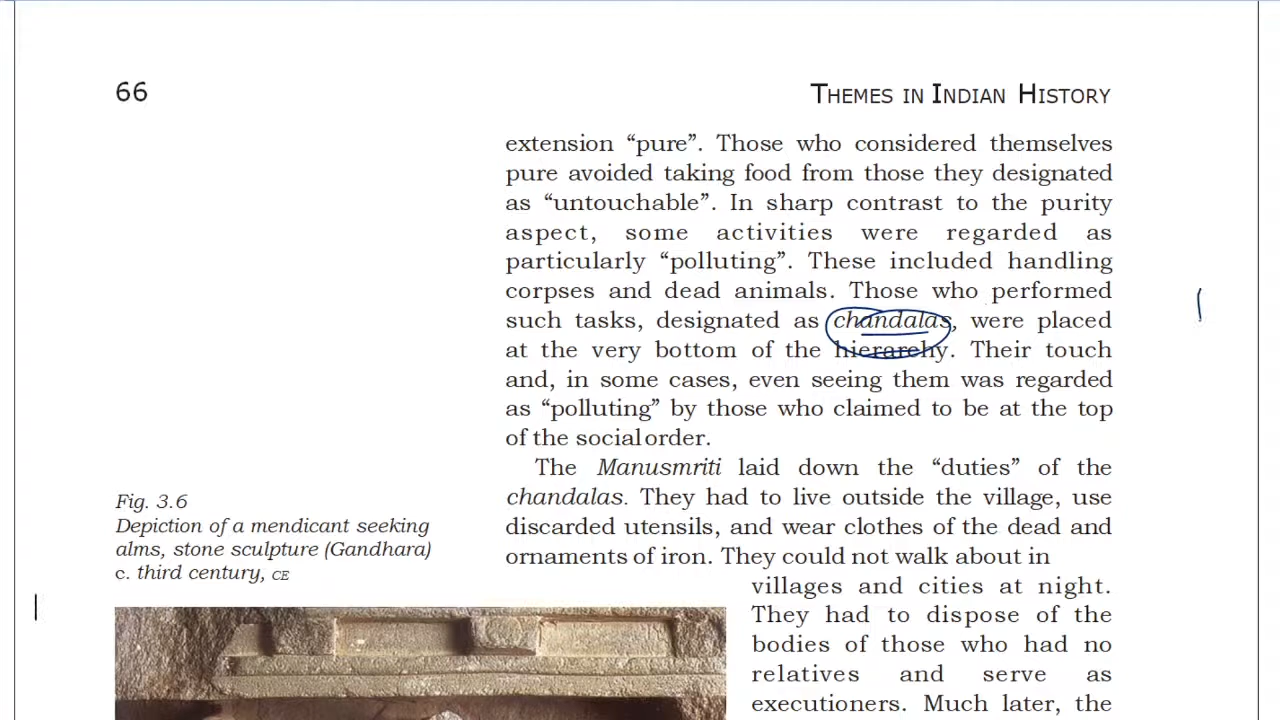 66
THEMES IN INDIAN HISTORY
extension “pure”. Those who considered themselves
pure avoided taking food from those they designated
as “untouchable”. In sharp contrast to the purity
aspect, some activities were regarded as
particularly “polluting”. These included handling
corpses and dead animals. Those who performed
such tasks, designated as chandalas, were placed
at the very bottom of the hierarchy. Their touch
and, in some cases, even seeing them was regarded
as “polluting” by those who claimed to be at the top
of the social order.
The Manusmriti laid down the “duties” of the
chandalas. They had to live outside the village, use
discarded utensils, and wear clothes of the dead and
ornaments of iron. They could not walk about in
villages and cities at night.
They had to dispose of the
bodies of those who had no
relatives and serve as
executioners. Much later, the
Fig. 3.6
Depiction of a mendicant seeking
alms, stone sculpture (Gandhara)
c. third century, CE